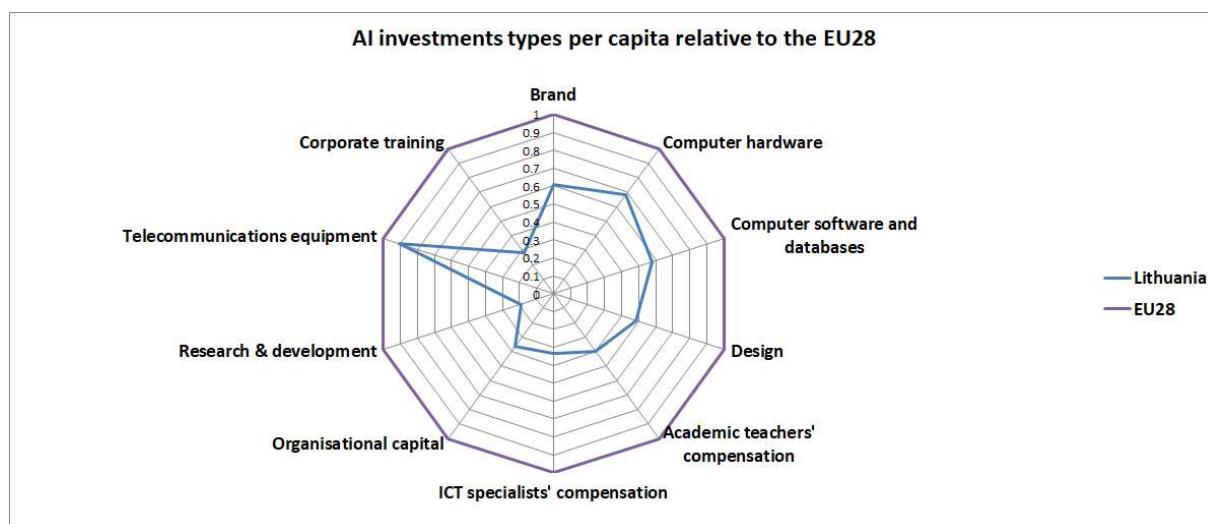 AI investments types per capita relative to the EU28
Brand
1
0.9
0.8
0.7
0.6
0.5
0.4
0.3
0.2
0.1
0
Computer hardware
Computer software and
databases
Design
Academic teachers'
compensation
ICT specialists' compensation
Organisational capital
Research & development
Telecommunications equipment
Corporate training
Lithuania
EU28